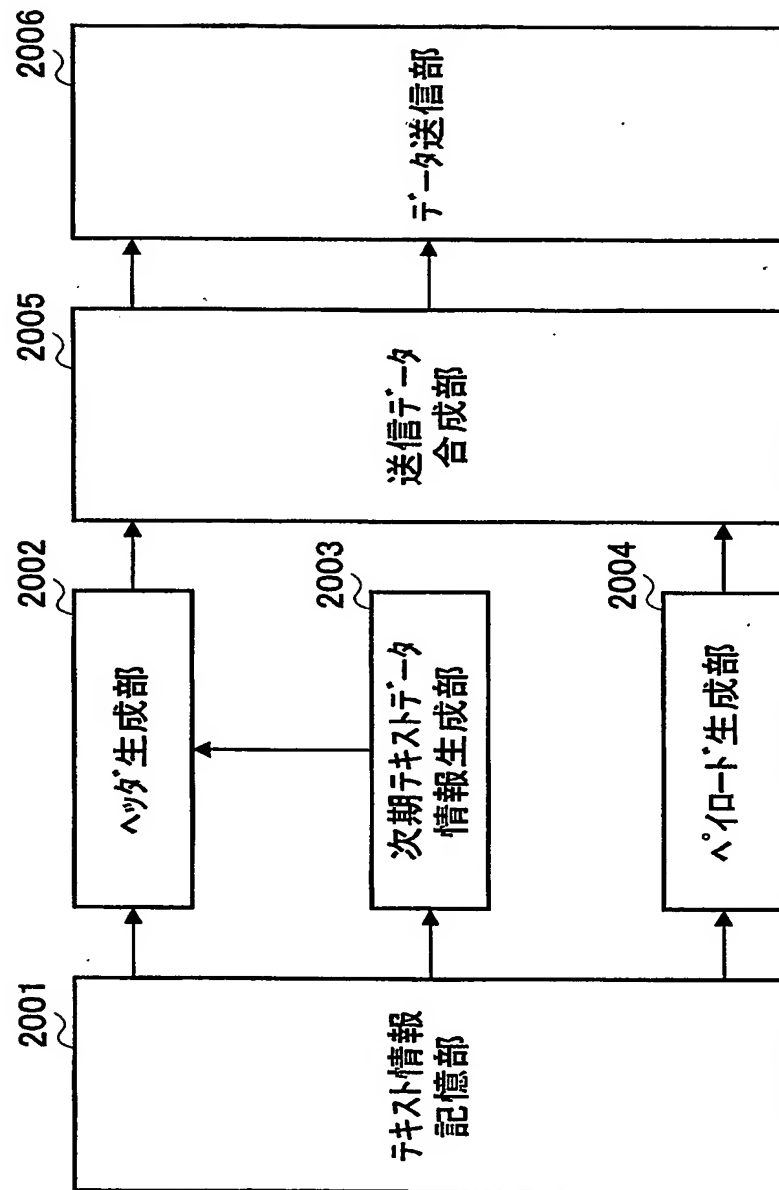 2001
テキスト情報
記憶部
2002
ヘッダ生成部
2003
次期テキストデータ
情報生成部
2004
ペイロード生成部
2005
送信データ
合成部
2006
データ送信部